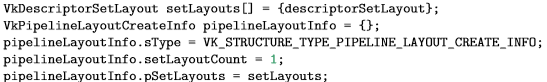 VkDescriptorSetLayout setLayouts[] = {descriptorSetLayout};
VkPipelineLayoutCreateInfo pipelineLayoutInfo = {};
pipelineLayoutInfo.sType = VK_STRUCTURE_TYPE_PIPELINE_LAYOUT_CREATE_INFO;
pipelineLayoutInfo.setLayoutCount = 1;
pipelineLayoutInfo.pSetLayouts = setLayouts;